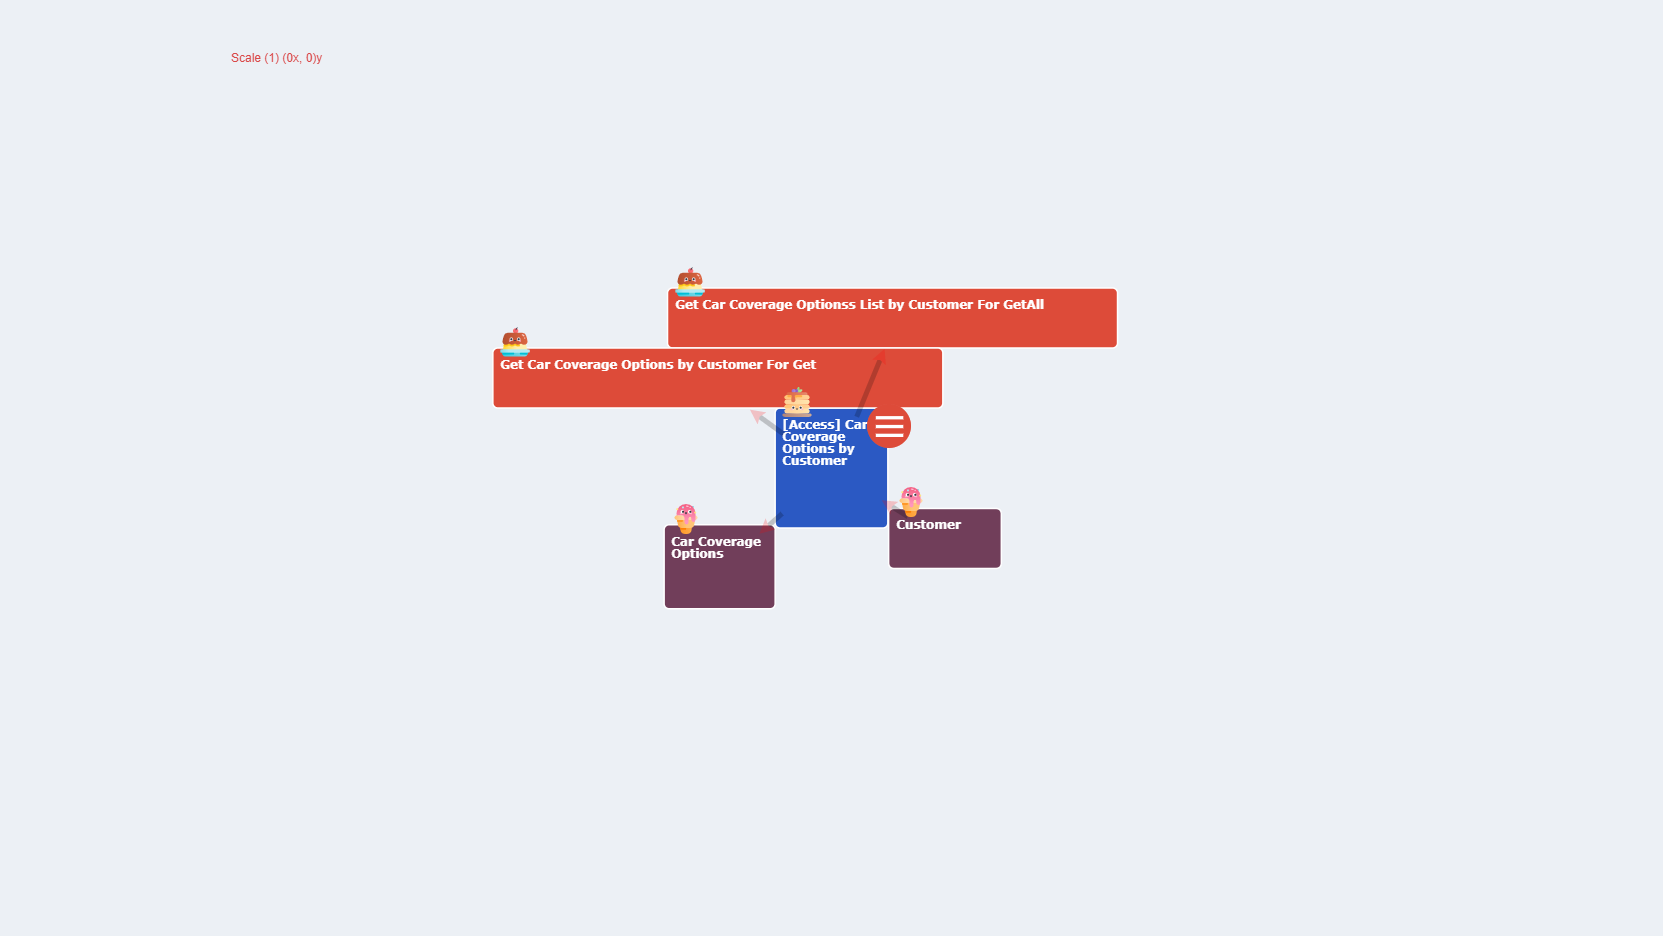 Scale (1) (0x, 0)y
Get Car Coverage Optionss List by Customer For GetAll
Get Car Coverage Options by Customer For Get
[Access] Car
Coverage
Options by
Customer
Customer
Car Coverage
Options